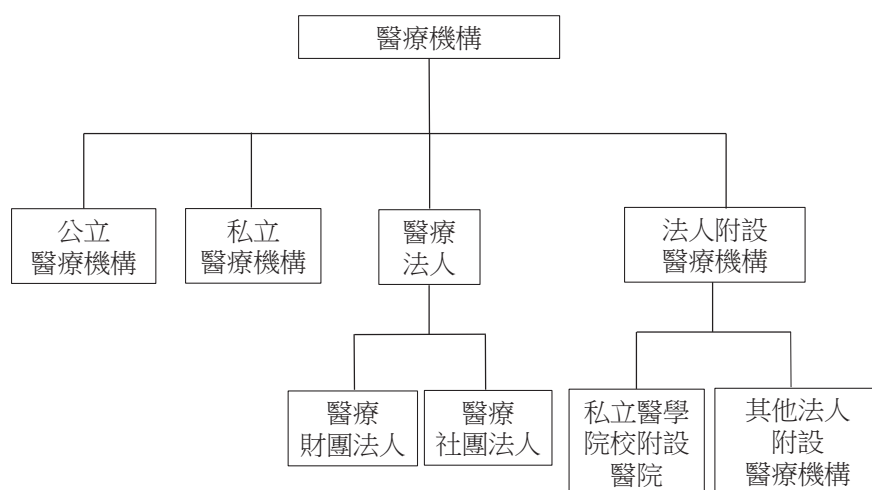 醫療機構
公立
醫療機構
私立
醫療機構
醫療
法人
法人附設
醫療機構
醫療
財團法人
醫療
社團法人
私立醫學
院校附設
醫院
其他法人
附設
醫療機構